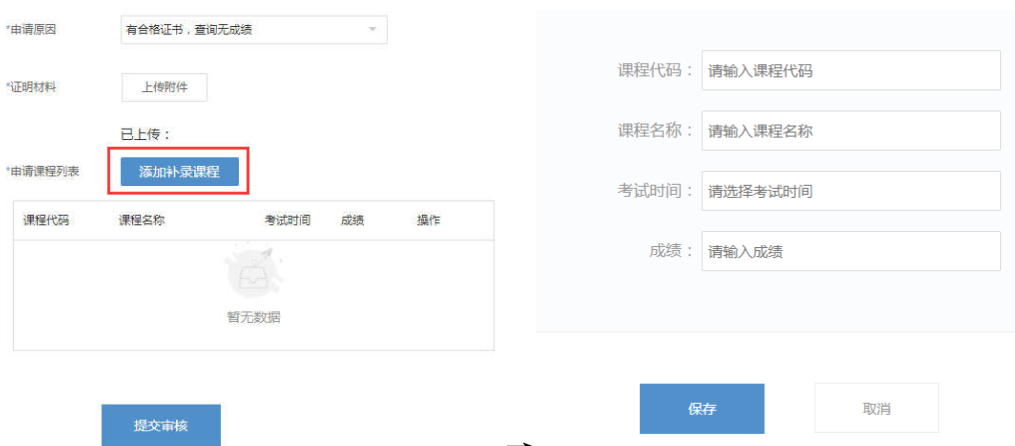 *申请原因
有合格证书，查询无成绩
*证明材料
上传附件
已上传：
*申请课程列表
添加补录课程
课程代码 课程名称 考试时间 成绩 操作
暂无数据
提交审核
课程代码： 请输入课程代码
课程名称： 请输入课程名称
考试时间： 请选择考试时间
成绩： 请输入成绩
保存 取消